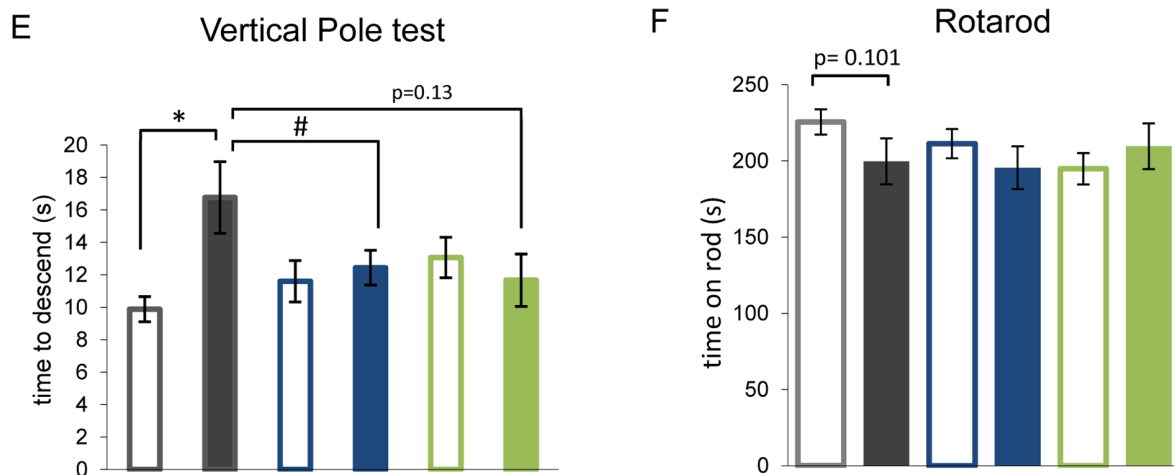 E
Vertical Pole test
p=0.13
*
#
time to descend (s)
20
18
16
14
12
10
8
6
4
2
0
F
Rotarod
p= 0.101
time on rod (s)
250
200
150
100
50
0